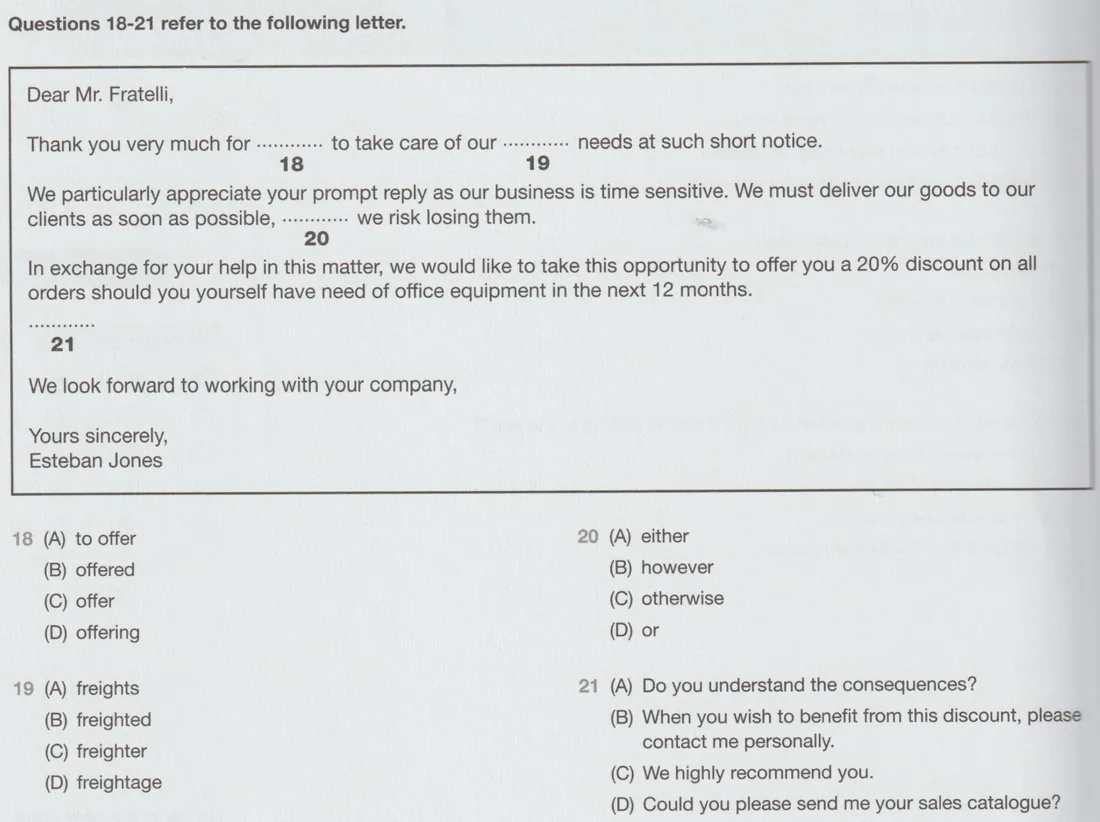 Questions 18-21 refer to the following letter.
Dear Mr. Fratelli,
Thank you very much for ............ to take care of our ............ needs at such short notice.
18 19
We particularly appreciate your prompt reply as our business is time sensitive. We must deliver our goods to our
clients as soon as possible, ............ we risk losing them.
20
In exchange for your help in this matter, we would like to take this opportunity to offer you a 20% discount on all
orders should you yourself have need of office equipment in the next 12 months.
............
21
We look forward to working with your company,
Yours sincerely,
Esteban Jones
18 (A) to offer
(B) offered
(C) offer
(D) offering
19 (A) freights
(B) freighted
(C) freighter
(D) freightage
20 (A) either
(B) however
(C) otherwise
(D) or
21 (A) Do you understand the consequences?
(B) When you wish to benefit from this discount, please
contact me personally.
(C) We highly recommend you.
(D) Could you please send me your sales catalogue?